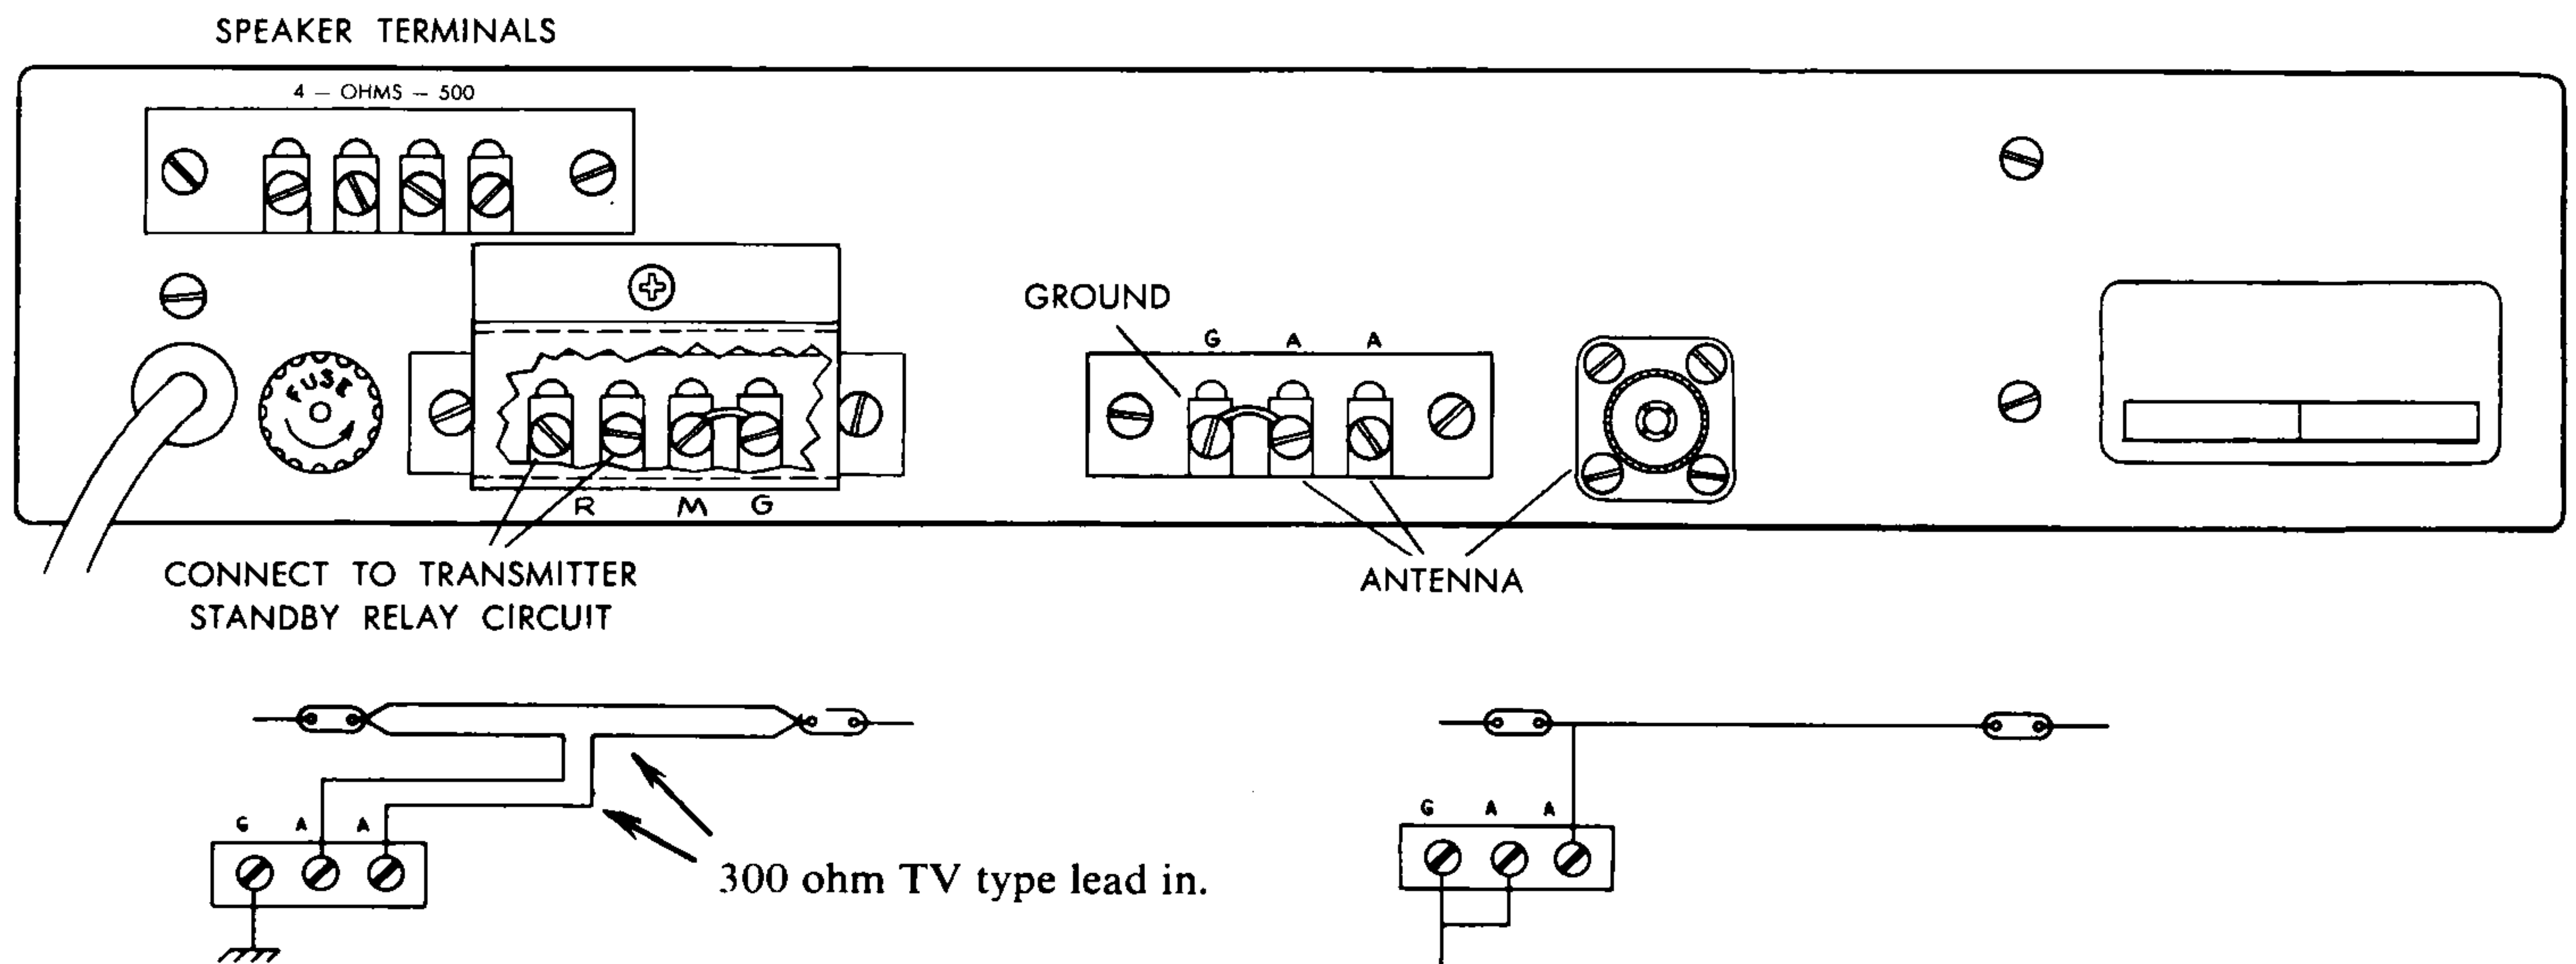 SPEAKER TERMINALS
4 — OHMS — 500
GROUND
G A A
FUSE
R M G
CONNECT TO TRANSMITTER
STANDBY RELAY CIRCUIT
ANTENNA
G A A
300 ohm TV type lead in.
G A A